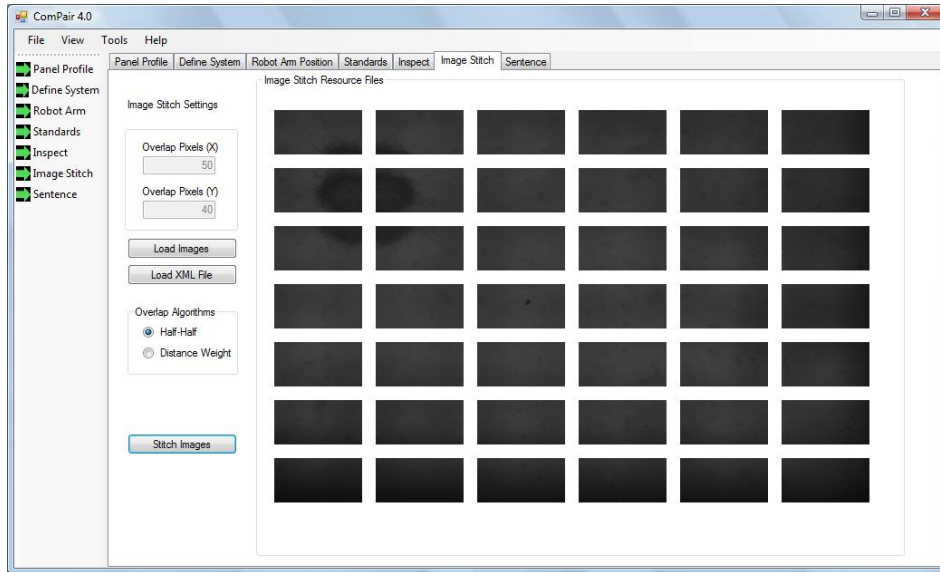 ComPair 4.0
File View Tools Help
Panel Profile
Define System
Robot Arm
Standards
Inspect
Image Stitch
Sentence
Panel Profile Define System Robot Arm Position Standards Inspect Image Stitch Sentence
Image Stitch Settings
Overlap Pixels (X)
50
Overlap Pixels (Y)
40
Load Images
Load XML File
Overlap Algorithms
Half-Half
Distance Weight
Stitch Images
Image Stitch Resource Files